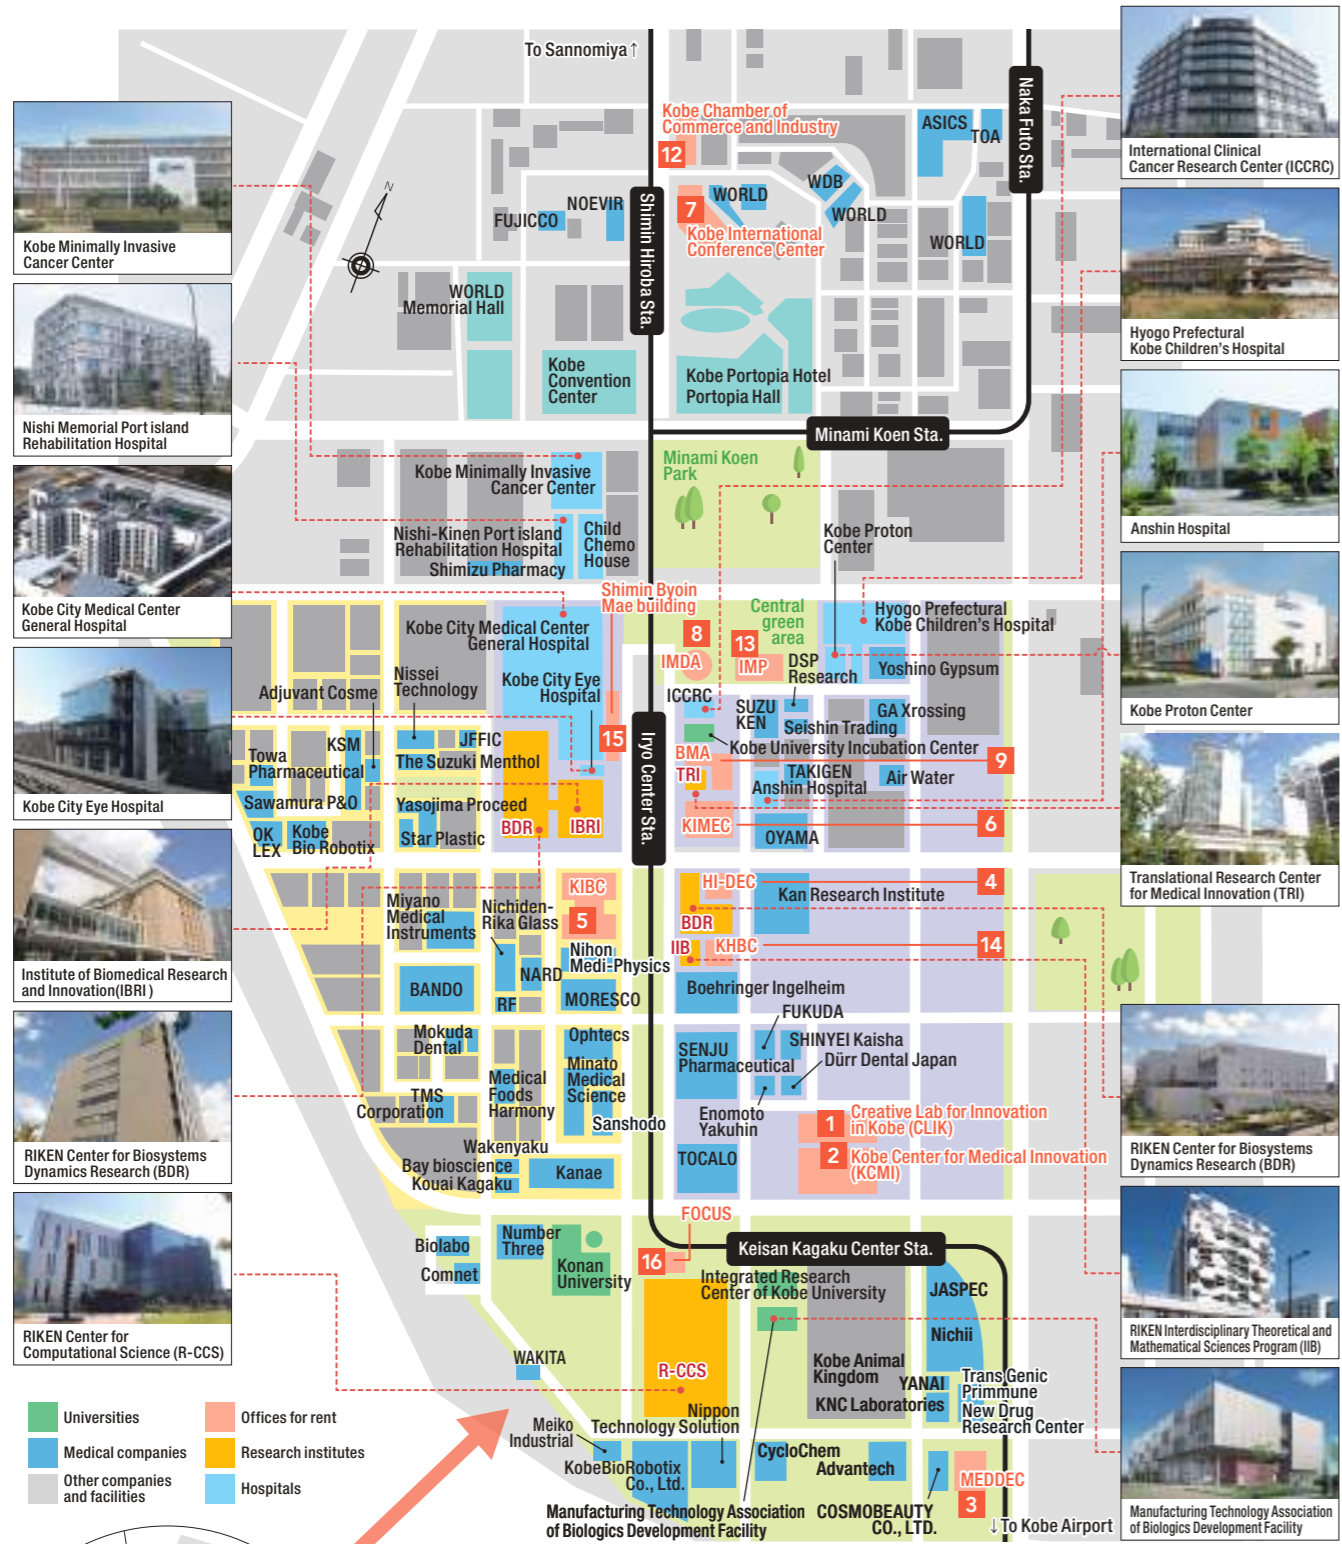 To Sannomiya ↑
Naka Futo Sta.
Kobe Chamber of
Commerce and Industry
12
ASICS
TOA
International Clinical
Cancer Research Center (ICCRC)
Kobe Minimally Invasive
Cancer Center
N
FUJICCO
NOEVIR
Shimin Hiroba Sta.
7
WORLD
WDB
WORLD
WORLD
Kobe International
Conference Center
WORLD
Memorial Hall
Kobe
Convention
Center
Kobe Portopia Hotel
Portopia Hall
Hyogo Prefectural
Kobe Children's Hospital
Nishi Memorial Port island
Rehabilitation Hospital
Minami Koen Sta.
Kobe Minimally Invasive
Cancer Center
Minami Koen
Park
Nishi-Kinen Port island
Rehabilitation Hospital
Shimizu Pharmacy
Child
Chemo
House
Kobe Proton
Center
Anshin Hospital
Kobe City Medical Center
General Hospital
Shimin Byoin
Mae building
Kobe City Medical Center
General Hospital
Central
green
area
Hyogo Prefectural
Kobe Children's Hospital
8
IMDA
13
IMP
DSP
Research
Yoshino Gypsum
Kobe Proton Center
Adjuvant Cosme
Nissei
Technology
Kobe City Eye
Hospital
15
Iryo Center Sta.
ICCRC
SUZU
KEN
Seishin Trading
GA Xrossing
Kobe University Incubation Center
9
BMA
TRI
TAKIGEN
Anshin Hospital
Air Water
KIMEC
6
OYAMA
Towa
Pharmaceutical
KSM
JFFIC
The Suzuki Menthol
Sawamura P&O
Yasojima Proceed
OK
LEX
Kobe
Bio Robotix
Star Plastic
BDR
IBRI
Kobe City Eye Hospital
Translational Research Center
for Medical Innovation (TRI)
Institute of Biomedical Research
and Innovation(IBRI )
Miyano
Medical
Instruments
Nichiden-
Rika Glass
KIBC
5
Nihon
Medi-Physics
HI-DEC
4
BDR
Kan Research Institute
IIB
KHBC
14
BANDO
NARD
RF
MORESCO
Boehringer Ingelheim
Mokuda
Dental
Ophtecs
FUKUDA
SHINYEI Kaisha
SENJU
Pharmaceutical
Dürr Dental Japan
TMS
Corporation
Medical
Foods
Harmony
Minato
Medical
Science
Sanshodo
Enomoto
Yakuhin
1
Creative Lab for Innovation
in Kobe (CLIK)
2
Kobe Center for Medical Innovation
(KCMI)
Wakenyaku
Bay bioscience
Kouai Kagaku
Kanae
TOCALO
RIKEN Center for Biosystems
Dynamics Research (BDR)
RIKEN Center for Biosystems
Dynamics Research (BDR)
FOCUS
16
Keisan Kagaku Center Sta.
Biolabo
Comnet
Number
Three
Konan
University
Integrated Research
Center of Kobe University
JASPEC
Nichii
R-CCS
WAKITA
Kobe Animal
Kingdom
KNC Laboratories
YANAI
Trans Genic
Primmune
New Drug
Research Center
RIKEN Interdisciplinary Theoretical and
Mathematical Sciences Program (IIB)
RIKEN Center for
Computational Science (R-CCS)
Universities
Medical companies
Other companies
and facilities
Offices for rent
Research institutes
Hospitals
Meiko
Industrial
Nippon
Technology Solution
KobeBioRobotix
Co., Ltd.
CycloChem
Advantech
MEDDEC
3
Manufacturing Technology Association
of Biologics Development Facility
COSMOBEAUTY
CO., LTD.
↓To Kobe Airport
Manufacturing Technology Association
of Biologics Development Facility